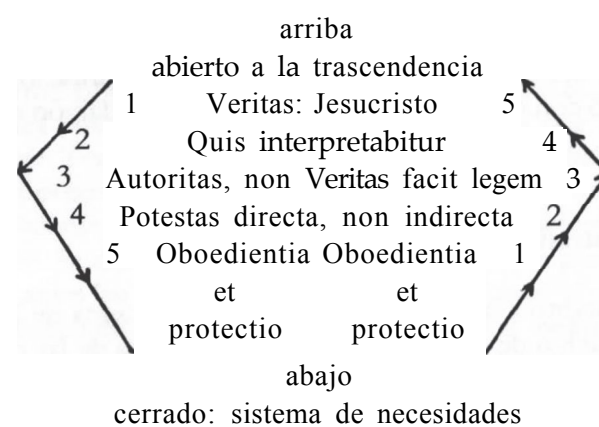 arriba
abierto a la trascendencia
1 Veritas: Jesucristo 5
2 Quis interpretabitur 4
3 Autoritas, non Veritas facit legem 3
4 Potestas directa, non indirecta 2
5 Oboedientia Oboedientia 1
et et
protectio protectio
abajo
cerrado: sistema de necesidades